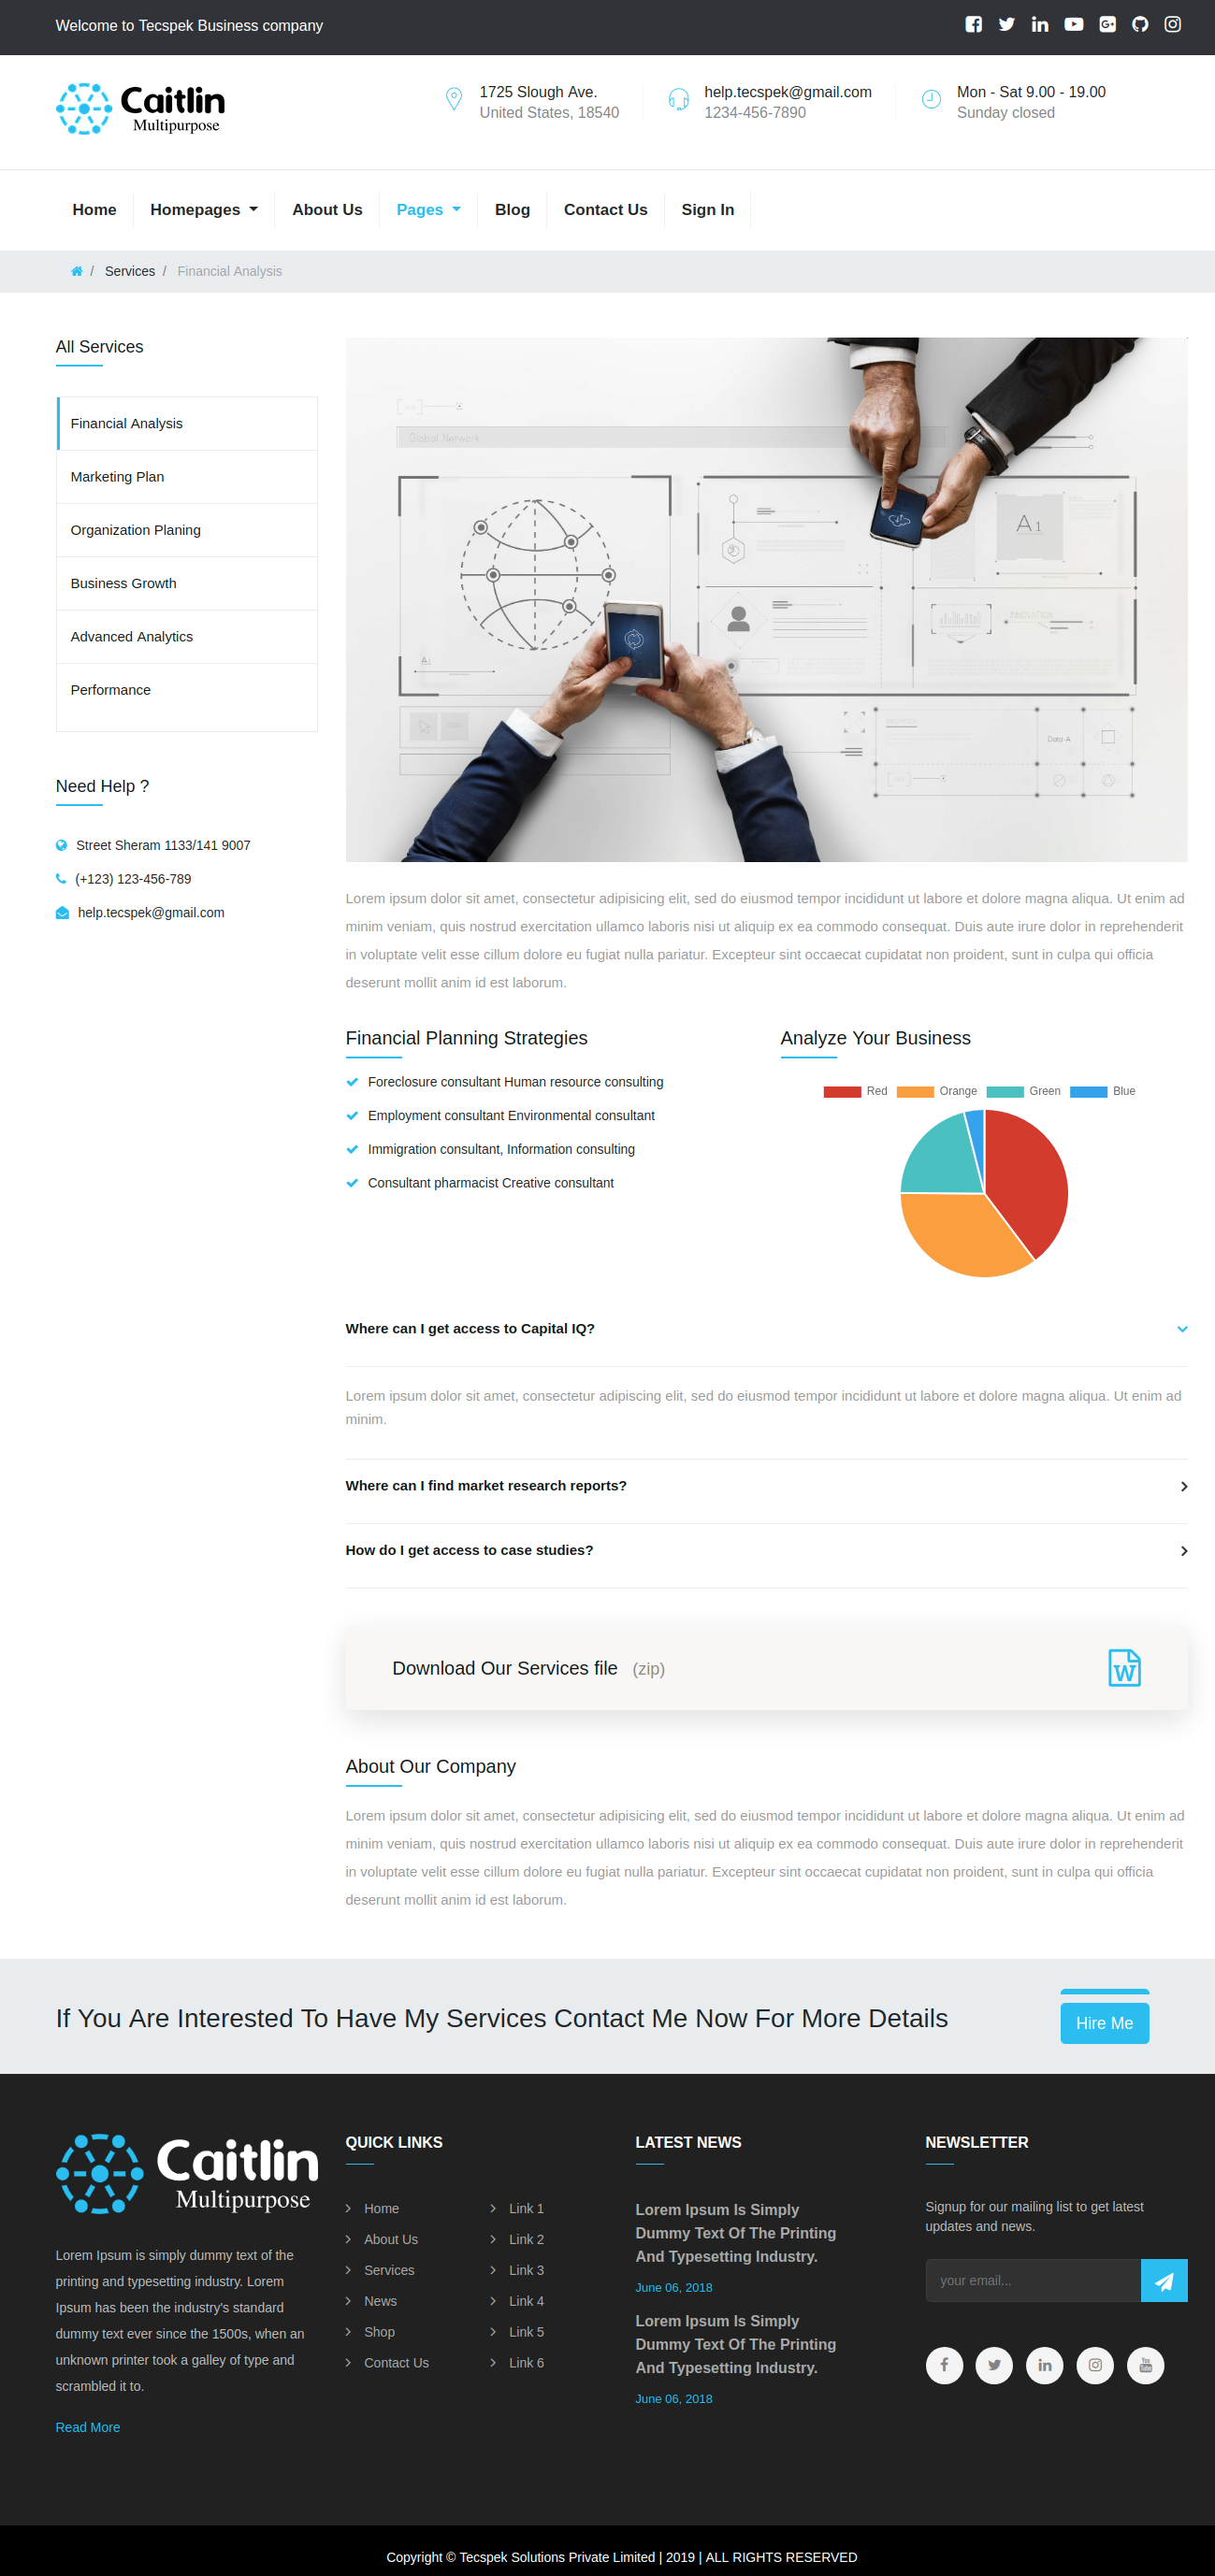 Welcome to Tecspek Business company
Caitlin
Multipurpose
1725 Slough Ave.
United States, 18540
help.tecspek@gmail.com
1234-456-7890
Mon - Sat 9.00 - 19.00
Sunday closed
Home
Homepages
About Us
Pages
Blog
Contact Us
Sign In
/ Services / Financial Analysis
All Services
Financial Analysis
Marketing Plan
Organization Planing
Business Growth
Advanced Analytics
Performance
Need Help ?
Street Sheram 1133/141 9007
(+123) 123-456-789
help.tecspek@gmail.com
Global Network
A1
INNOVATION
Data-A
Lorem ipsum dolor sit amet, consectetur adipisicing elit, sed do eiusmod tempor incididunt ut labore et dolore magna aliqua. Ut enim ad
minim veniam, quis nostrud exercitation ullamco laboris nisi ut aliquip ex ea commodo consequat. Duis aute irure dolor in reprehenderit
in voluptate velit esse cillum dolore eu fugiat nulla pariatur. Excepteur sint occaecat cupidatat non proident, sunt in culpa qui officia
deserunt mollit anim id est laborum.
Financial Planning Strategies
Foreclosure consultant Human resource consulting
Employment consultant Environmental consultant
Immigration consultant, Information consulting
Consultant pharmacist Creative consultant
Analyze Your Business
Red Orange Green Blue
Where can I get access to Capital IQ?
Lorem ipsum dolor sit amet, consectetur adipiscing elit, sed do eiusmod tempor incididunt ut labore et dolore magna aliqua. Ut enim ad
minim.
Where can I find market research reports?
How do I get access to case studies?
Download Our Services file (zip)
W
About Our Company
Lorem ipsum dolor sit amet, consectetur adipisicing elit, sed do eiusmod tempor incididunt ut labore et dolore magna aliqua. Ut enim ad
minim veniam, quis nostrud exercitation ullamco laboris nisi ut aliquip ex ea commodo consequat. Duis aute irure dolor in reprehenderit
in voluptate velit esse cillum dolore eu fugiat nulla pariatur. Excepteur sint occaecat cupidatat non proident, sunt in culpa qui officia
deserunt mollit anim id est laborum.
If You Are Interested To Have My Services Contact Me Now For More Details
Hire Me
Caitlin
Multipurpose
Lorem Ipsum is simply dummy text of the
printing and typesetting industry. Lorem
Ipsum has been the industry's standard
dummy text ever since the 1500s, when an
unknown printer took a galley of type and
scrambled it to.
Read More
QUICK LINKS
Home
About Us
Services
News
Shop
Contact Us
Link 1
Link 2
Link 3
Link 4
Link 5
Link 6
LATEST NEWS
Lorem Ipsum Is Simply
Dummy Text Of The Printing
And Typesetting Industry.
June 06, 2018
Lorem Ipsum Is Simply
Dummy Text Of The Printing
And Typesetting Industry.
June 06, 2018
NEWSLETTER
Signup for our mailing list to get latest
updates and news.
your email...
Copyright © Tecspek Solutions Private Limited | 2019 | ALL RIGHTS RESERVED